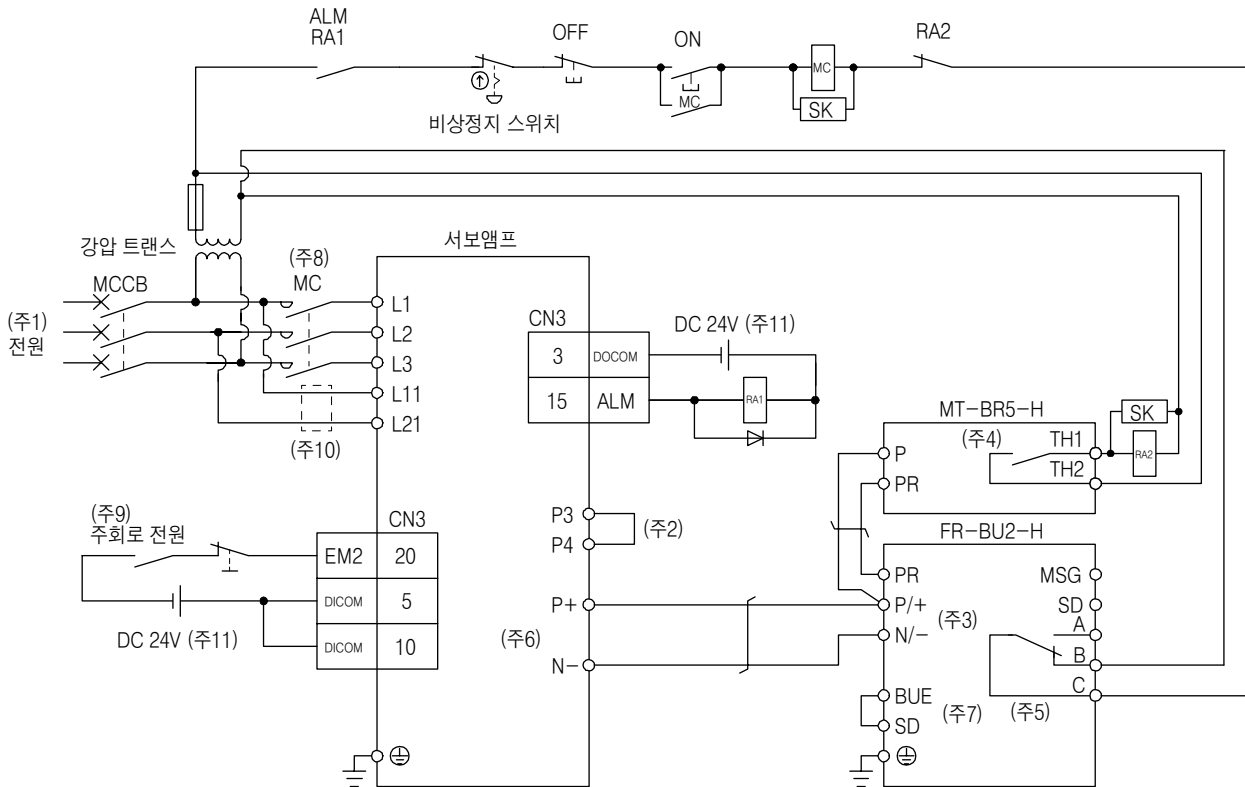 ALM
RA1
OFF
ON
MC
MC
SK
RA2
비상정지 스위치
강압 트랜스
MCCB
(주8)
MC
서보앰프
(주1)
전원
L1
L2
L3
L11
L21
(주10)
CN3
3 DOCOM
15 ALM
DC 24V (주11)
RA1
MT-BR5-H
(주4)
P
PR
TH1
TH2
SK
RA2
(주9)
주회로 전원
CN3
EM2 20
DICOM 5
DICOM 10
DC 24V (주11)
P3
P4
(주2)
P+
(주6)
N-
FR-BU2-H
PR
P/+
(주3)
N/-
BUE
(주7)
SD
MSG
SD
A
B
C
(주5)